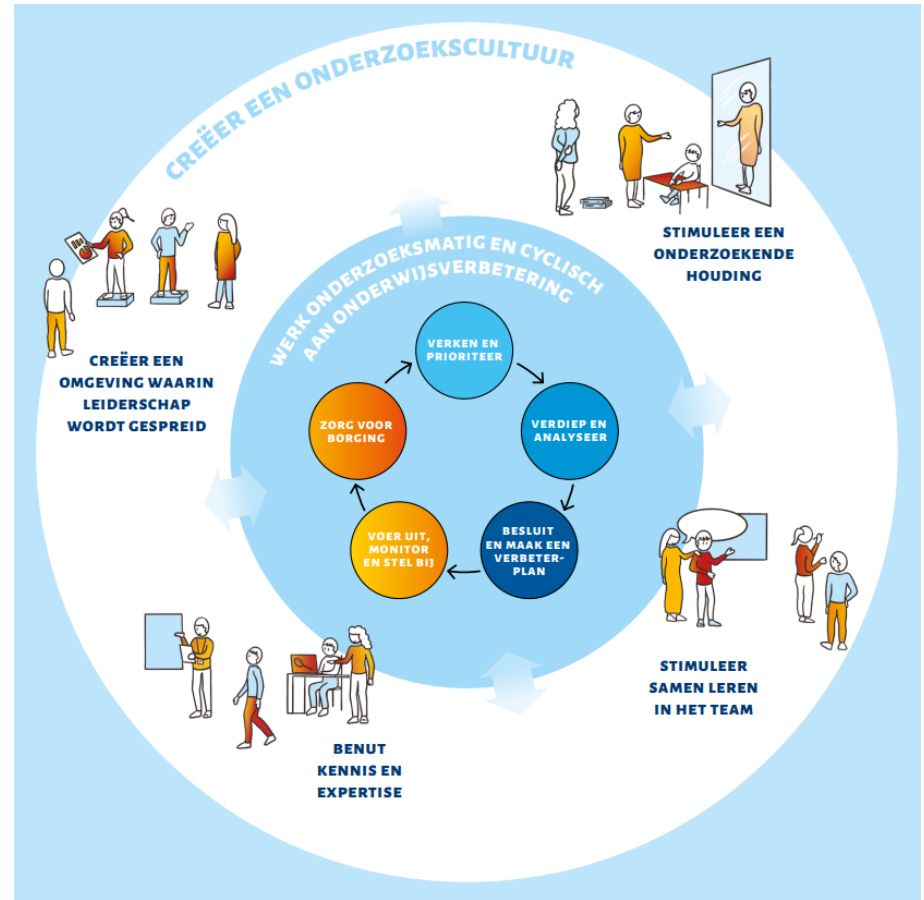 CREËER EEN ONDERZOEKSCULTUUR
STIMULEER EEN
ONDERZOEKENDE
HOUDING
WERK ONDERZOEKSMATIG EN CYCLISCH
AAN ONDERWIJSVERBETERING
CREËER EEN
OMGEVING WAARIN
LEIDERSCHAP
WORDT GESPREID
VERKEN EN
PRIORITEER
VERDIEP EN
ANALYSEER
BESLUIT
EN MAAK EEN
VERBETER-
PLAN
VOER UIT,
MONITOR
EN STEL BIJ
ZORG VOOR
BORGING
STIMULEER
SAMEN LEREN
IN HET TEAM
BENUT
KENNIS EN
EXPERTISE